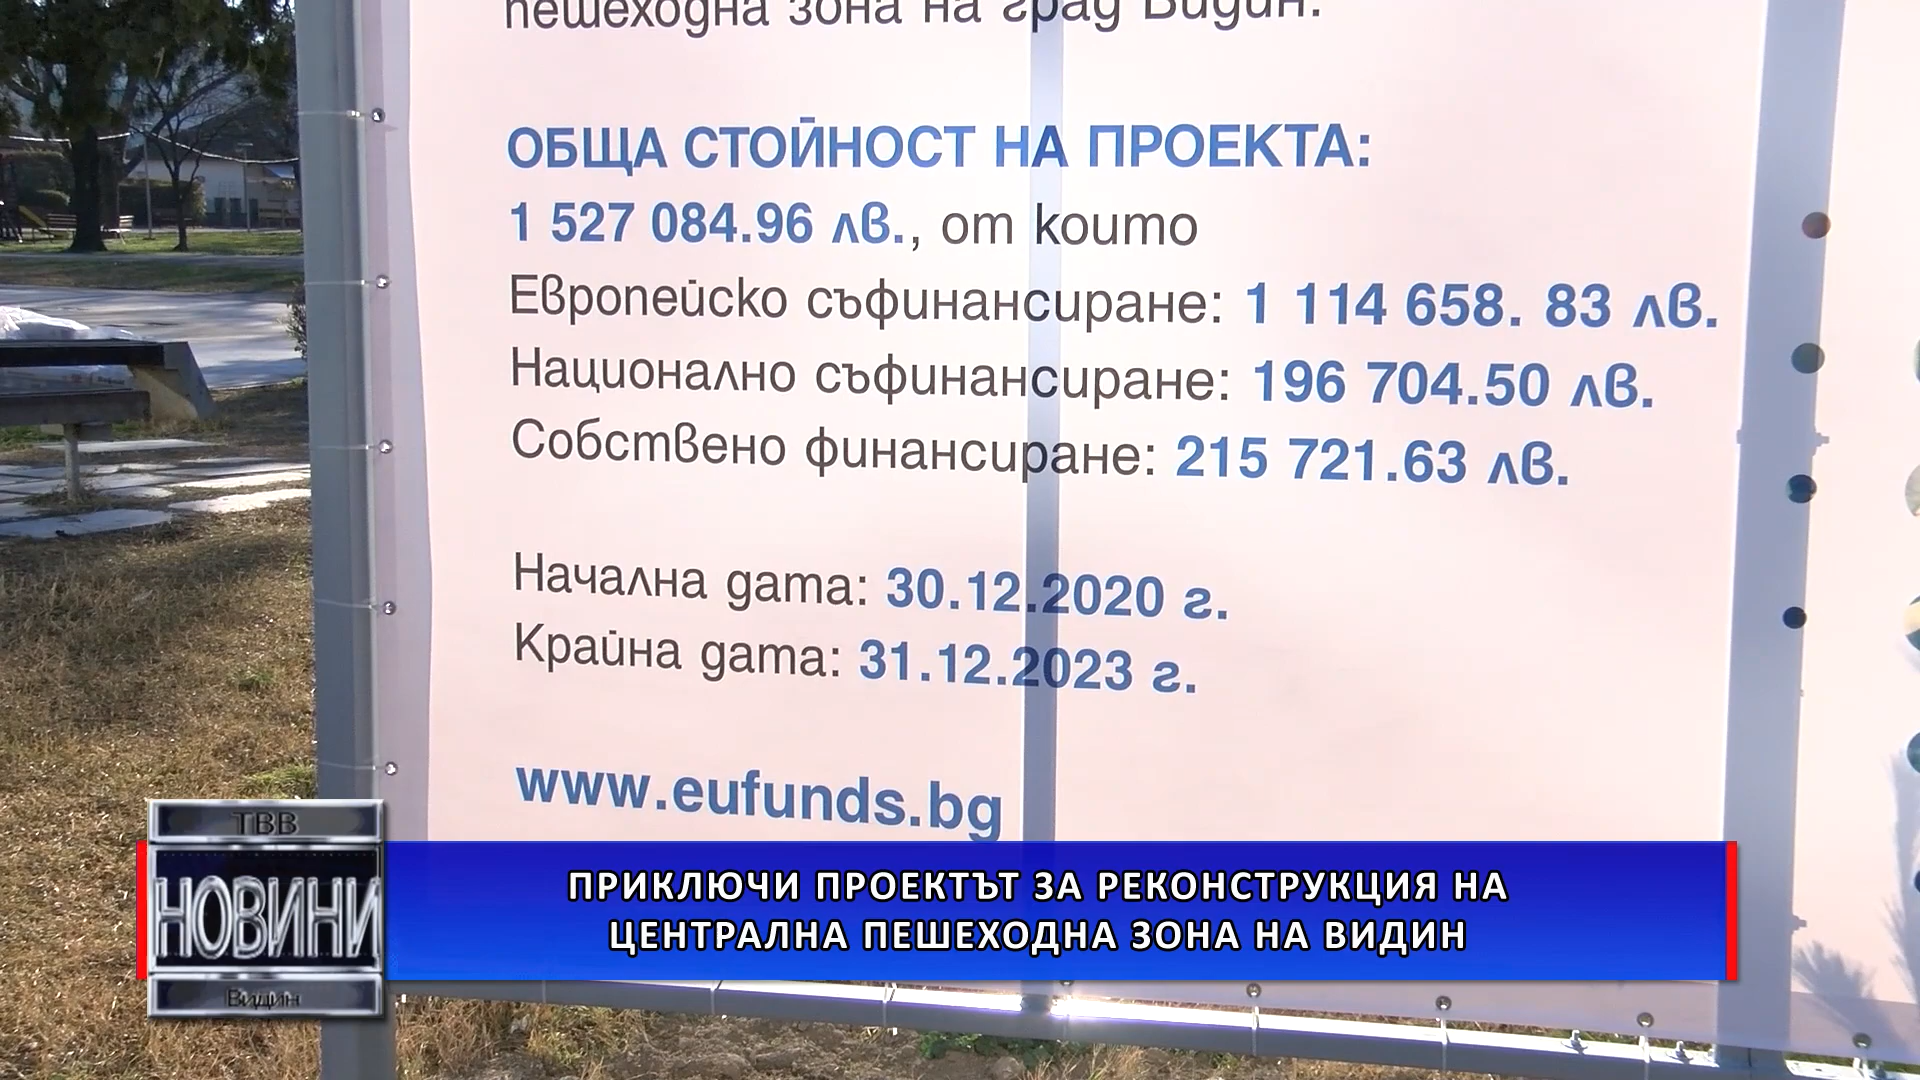 пешеходна зона на град Видин.
ОБЩА СТОЙНОСТ НА ПРОЕКТА:
1 527 084.96 лв., от които
Европейско съфинансиране: 1 114 658. 83 лв.
Национално съфинансиране: 196 704.50 лв.
Собствено финансиране: 215 721.63 лв.
Начална дата: 30.12.2020 г.
Крайна дата: 31.12.2023 г.
www.eufunds.bg
ТВВ
НОВИНИ
Видин
ПРИКЛЮЧИ ПРОЕКТЪТ ЗА РЕКОНСТРУКЦИЯ НА
ЦЕНТРАЛНА ПЕШЕХОДНА ЗОНА НА ВИДИН